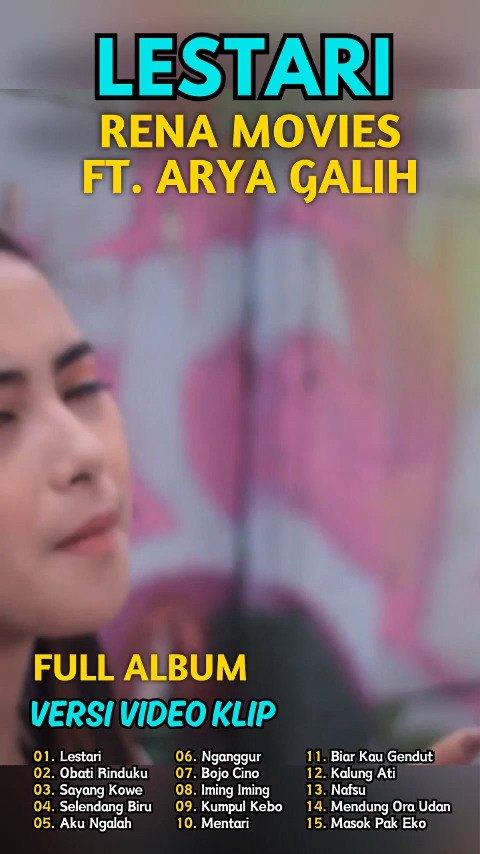 LESTARI
RENA MOVIES
FT. ARYA GALIH
FULL ALBUM
VERSI VIDEO KLIP
01. Lestari
02. Obati Rinduku
03. Sayang Kowe
04. Selendang Biru
05. Aku Ngalah
06. Nganggur
07. Bojo Cino
08. Iming Iming
09. Kumpul Kebo
10. Mentari
11. Biar Kau Gendut
12. Kalung Ati
13. Nafsu
14. Mendung Ora Udan
15. Masok Pak Eko